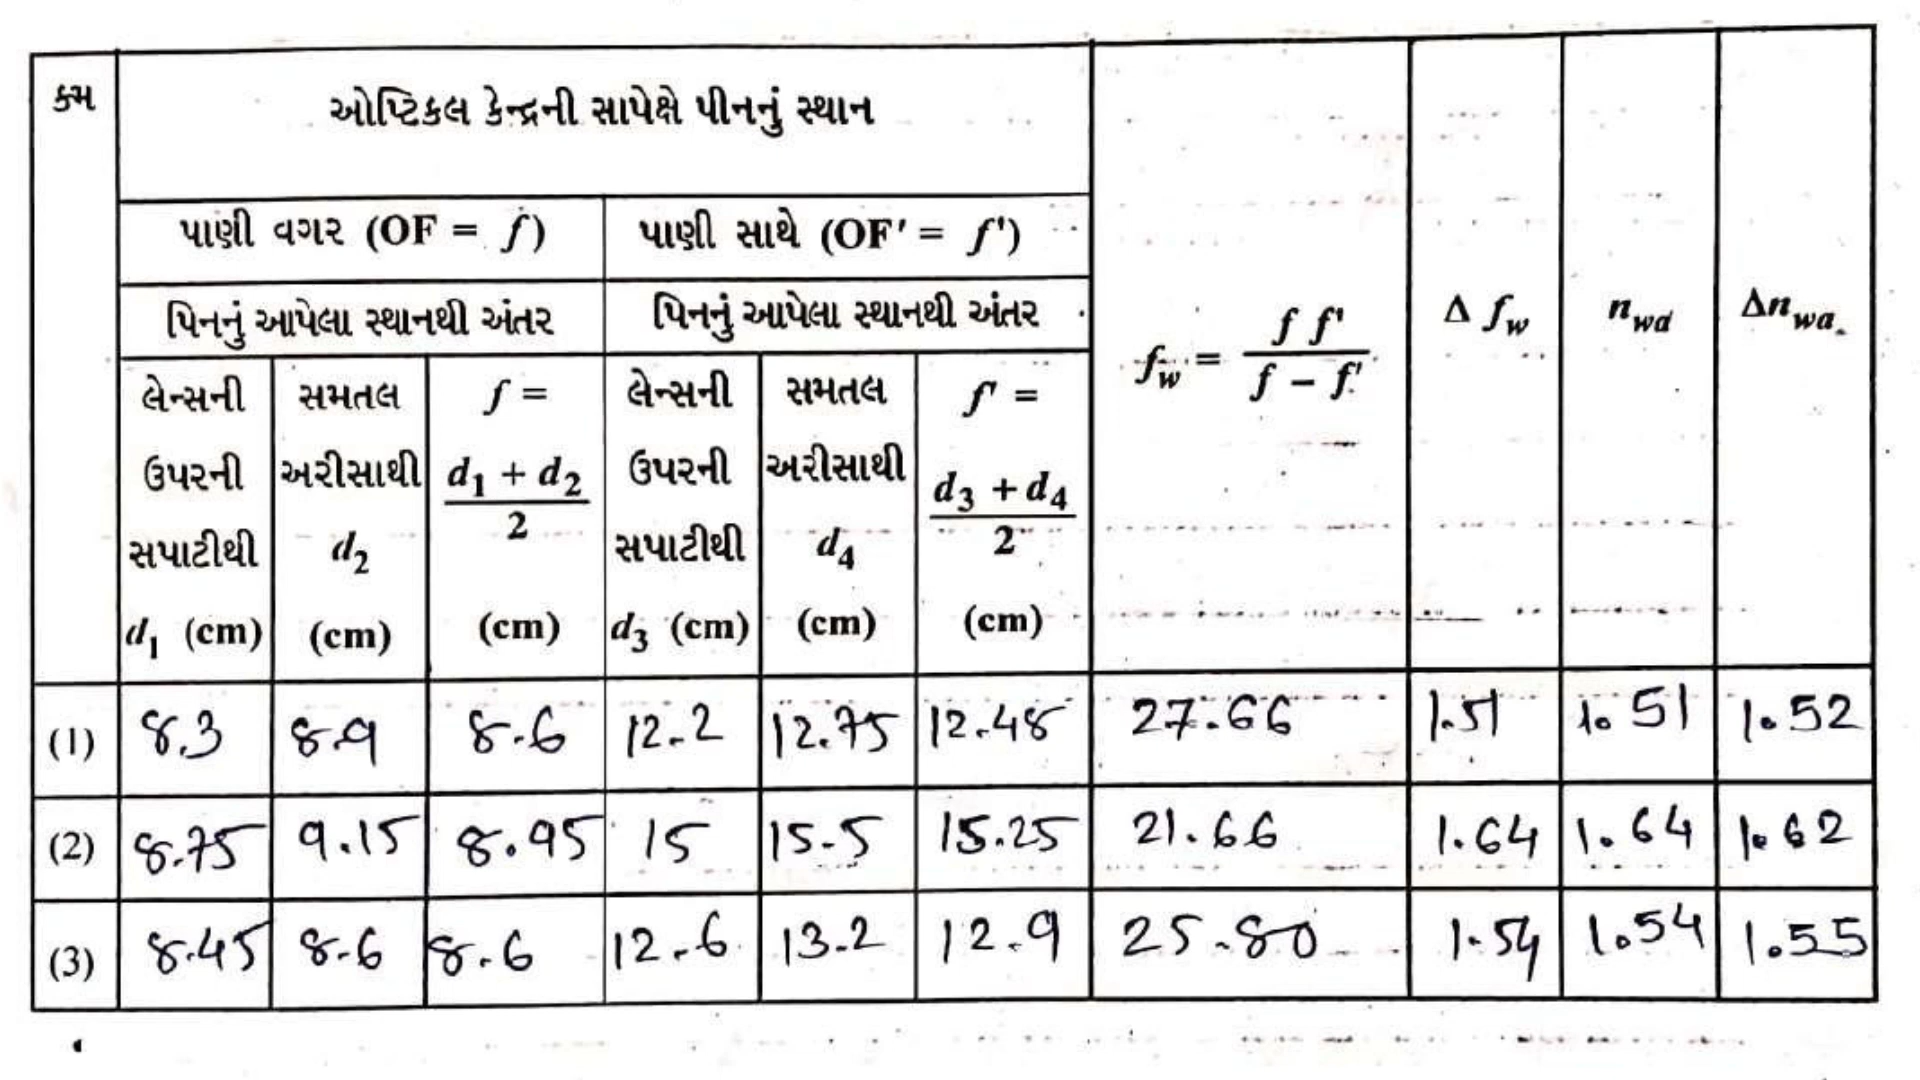 ક્રમ
ઓપ્ટિકલ કેન્દ્રની સાપેક્ષે પીનનું સ્થાન
પાણી વગર (OF = f)
પાણી સાથે (OF' = f')
પિનનું આપેલા સ્થાનથી અંતર
પિનનું આપેલા સ્થાનથી અંતર
લેન્સની ઉપરની સપાટીથી d₁ (cm)
સમતલ અરીસાથી d₂ (cm)
f = d₁ + d₂ / 2 (cm)
લેન્સની ઉપરની સપાટીથી d₃ (cm)
સમતલ અરીસાથી d₄ (cm)
f' = d₃ + d₄ / 2 (cm)
f_w = f f' / f − f'
Δ f_w
n_wa
Δn_wa
(1) 8.3 8.9 8.6 12.2 12.75 12.48 27.66 1.51 1.51 1.52
(2) 8.75 9.15 8.95 15 15.5 15.25 21.66 1.64 1.64 1.62
(3) 8.45 8.6 8.6 12.6 13.2 12.9 25.80 1.54 1.54 1.55